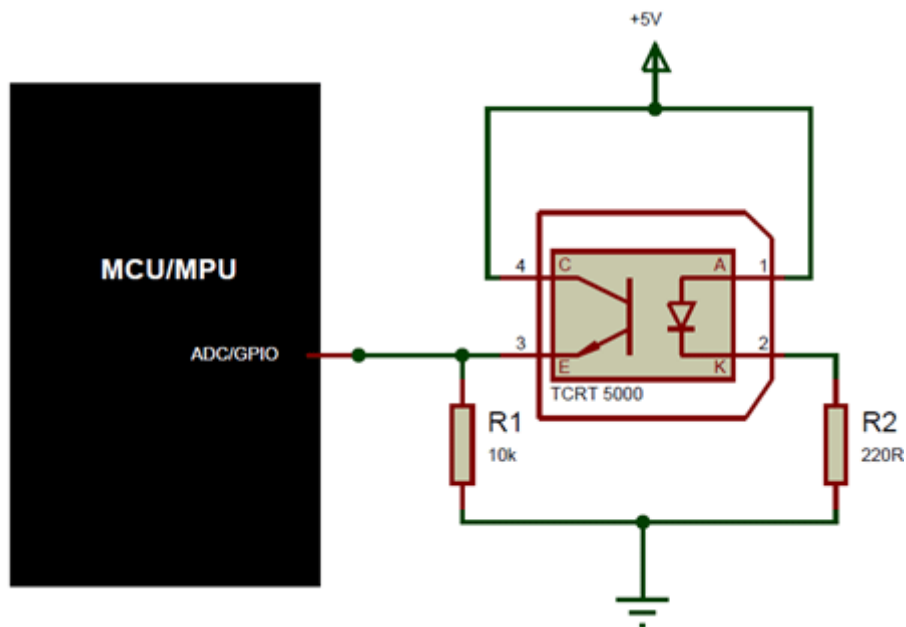 +5V
MCU/MPU
ADC/GPIO
4
C
A
1
3
E
K
2
TCRT 5000
R1
10k
R2
220R